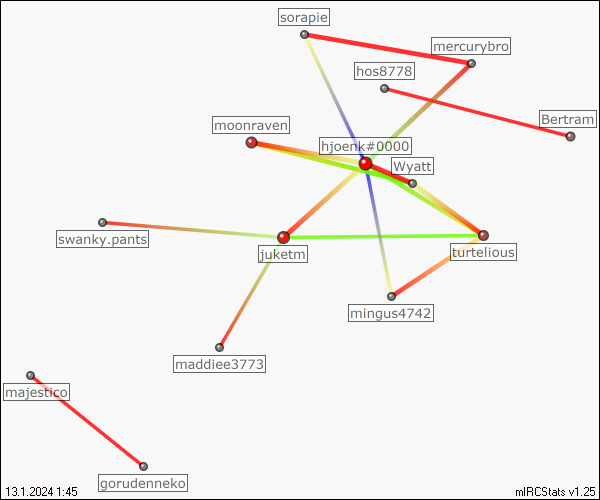 sorapie
mercurybro
hos8778
Bertram
moonraven
hjoenk#0000
Wyatt
swanky.pants
juketm
turtelious
mingus4742
maddiee3773
majestico
gorudenneko
13.1.2024 1:45
mIRCStats v1.25